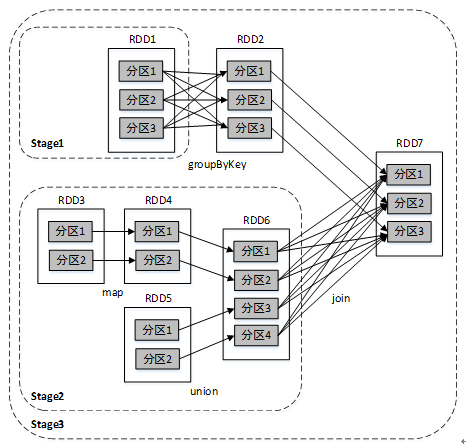 RDD1
RDD2
分区1
分区1
分区2
分区2
分区3
分区3
Stage1
groupByKey
RDD7
分区1
分区2
分区3
RDD3
RDD4
RDD6
分区1
分区1
分区1
分区2
分区2
分区2
map
RDD5
分区3
分区1
分区4
分区2
join
union
Stage2
Stage3